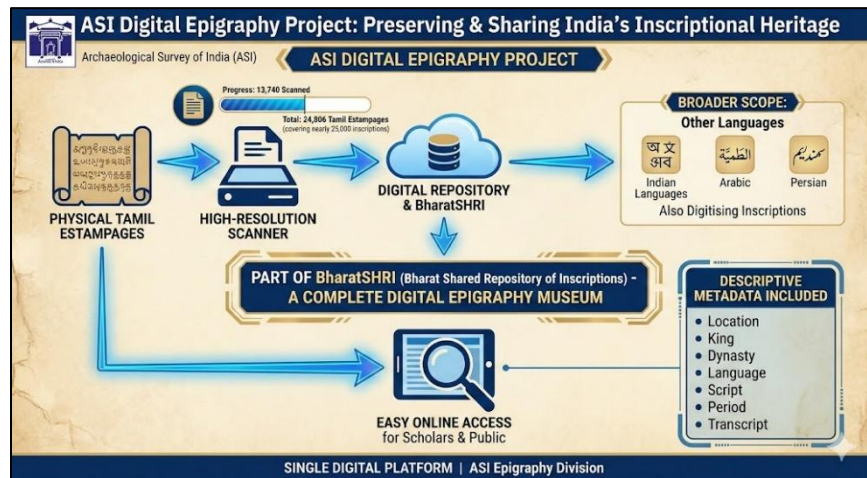 ASI Digital Epigraphy Project: Preserving & Sharing India's Inscriptional Heritage
Archaeological Survey of India (ASI)
ASI DIGITAL EPIGRAPHY PROJECT
Progress: 13,740 Scanned
Total: 24,806 Tamil Estampages
(covering nearly 25,000 inscriptions)
PHYSICAL TAMIL
ESTAMPAGES
HIGH-RESOLUTION
SCANNER
DIGITAL REPOSITORY
& BharatSHRI
BROADER SCOPE:
Other Languages
Indian
Languages
Arabic
Persian
Also Digitising Inscriptions
PART OF BharatSHRI (Bharat Shared Repository of Inscriptions) -
A COMPLETE DIGITAL EPIGRAPHY MUSEUM
EASY ONLINE ACCESS
for Scholars & Public
DESCRIPTIVE
METADATA INCLUDED
• Location
• King
• Dynasty
• Language
• Script
• Period
• Transcript
SINGLE DIGITAL PLATFORM | ASI Epigraphy Division